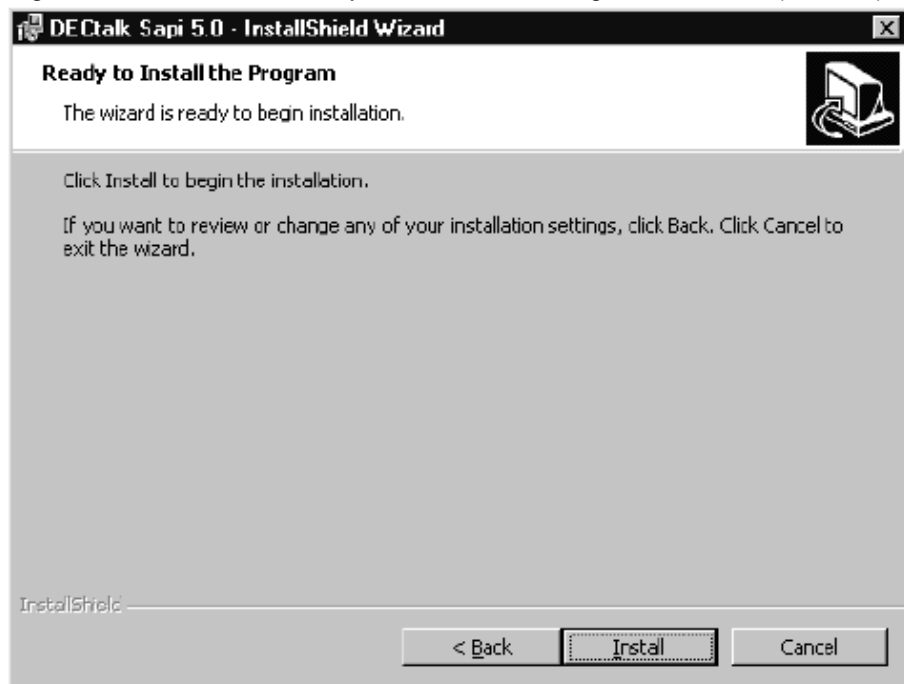 DECtalk Sapi 5.0 - InstallShield Wizard
Ready to Install the Program
The wizard is ready to begin installation.
Click Install to begin the installation.
If you want to review or change any of your installation settings, click Back. Click Cancel to
exit the wizard.
InstallShield
< Back
Install
Cancel